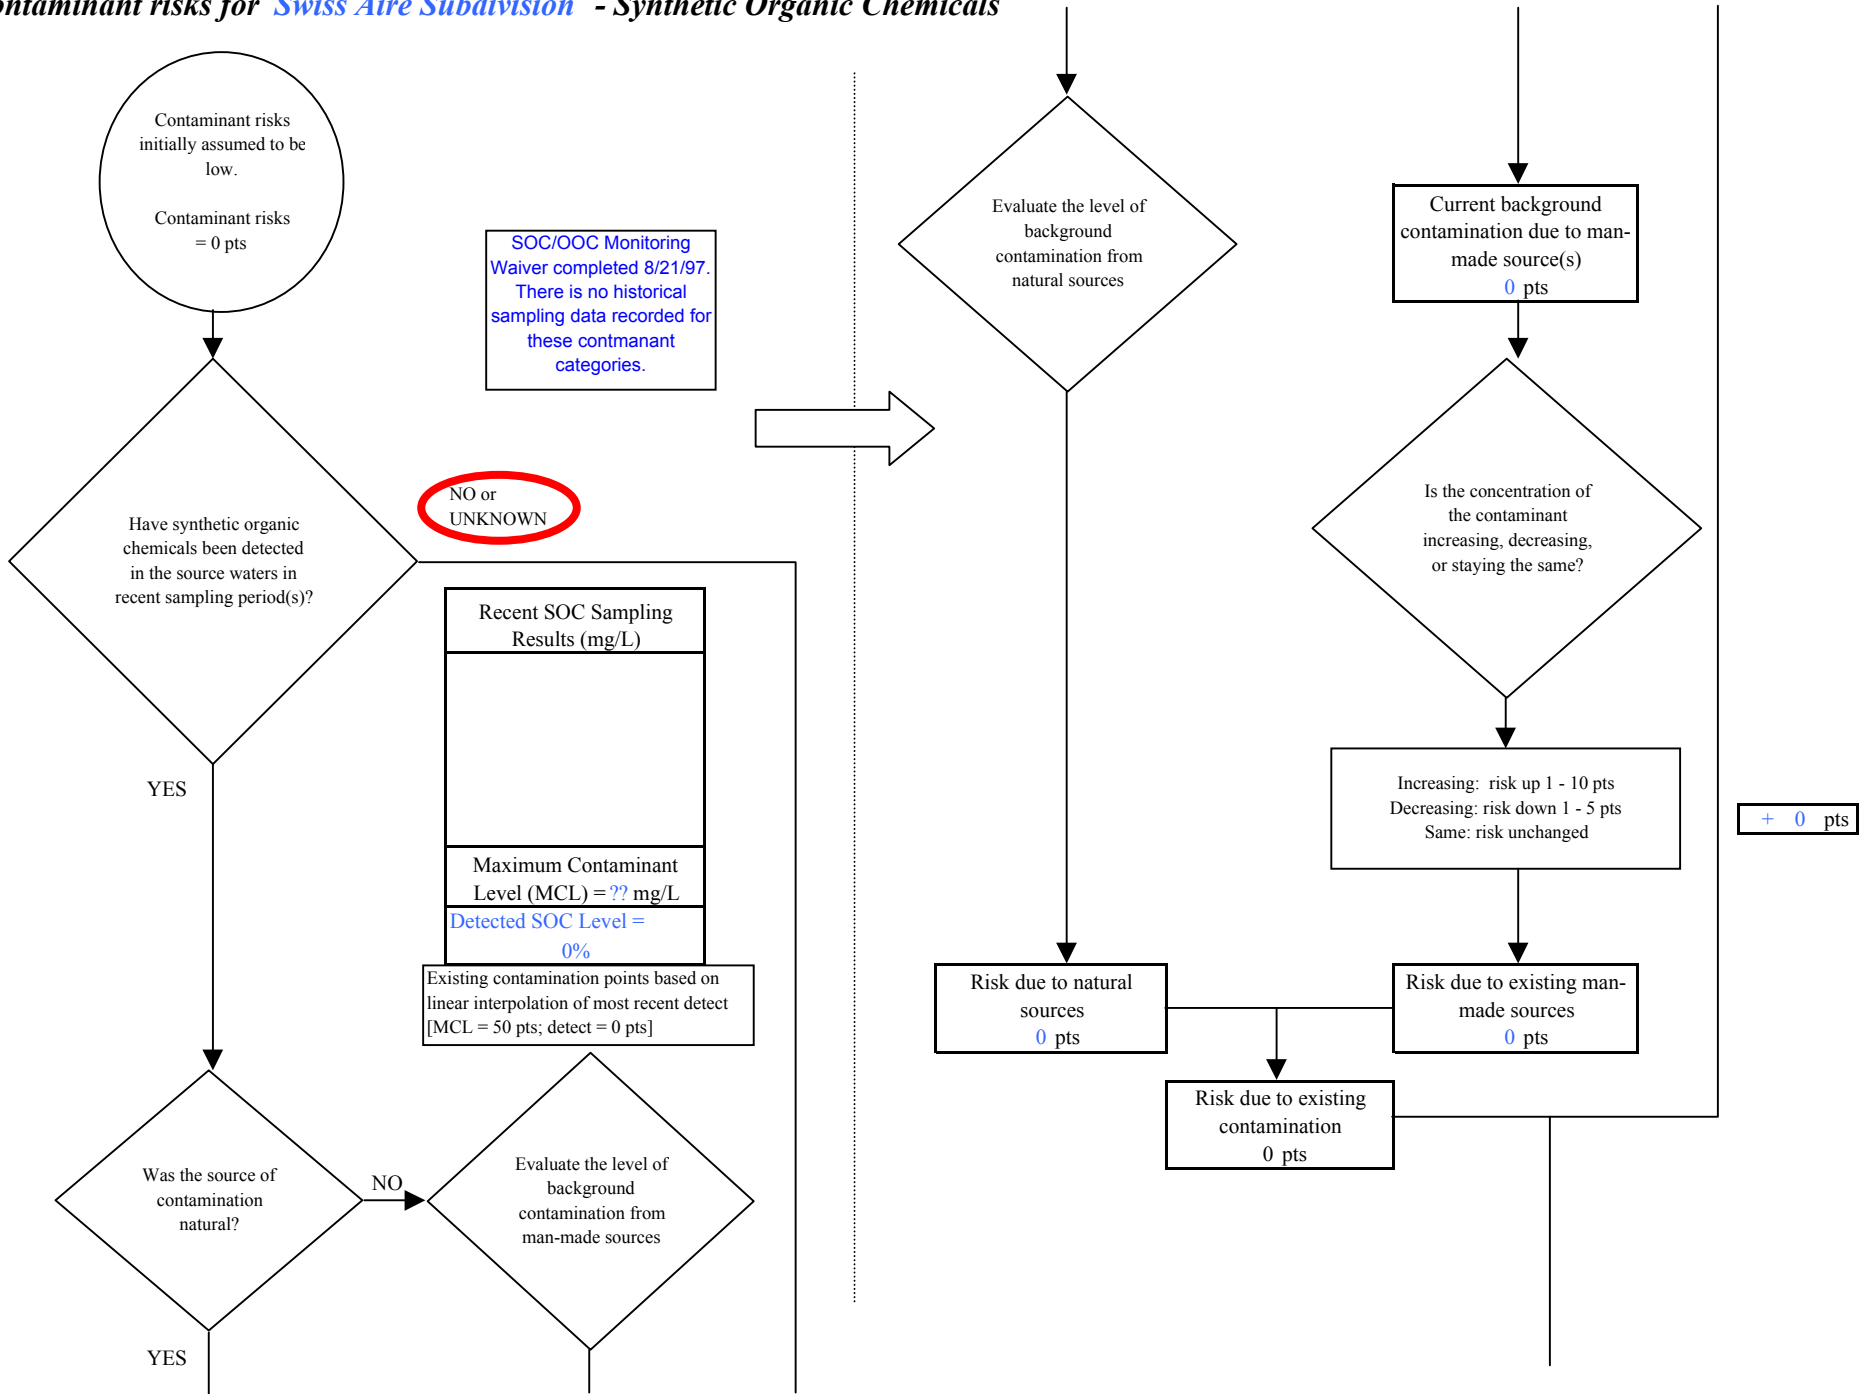 ontaminant risks for Swiss Aire Subdivision - Synthetic Organic Chemicals
Contaminant risks
initially assumed to be
low.
Contaminant risks
= 0 pts
SOC/OOC Monitoring
Waiver completed 8/21/97.
There is no historical
sampling data recorded for
these contmanant
categories.
NO or
UNKNOWN
Have synthetic organic
chemicals been detected
in the source waters in
recent sampling period(s)?
YES
Recent SOC Sampling
Results (mg/L)
Maximum Contaminant
Level (MCL) = ?? mg/L
Detected SOC Level =
0%
Existing contamination points based on
linear interpolation of most recent detect
[MCL = 50 pts; detect = 0 pts]
Was the source of
contamination
natural?
NO
YES
Evaluate the level of
background
contamination from
man-made sources
Evaluate the level of
background
contamination from
natural sources
Current background
contamination due to man-
made source(s)
0 pts
Is the concentration of
the contaminant
increasing, decreasing,
or staying the same?
Increasing: risk up 1 - 10 pts
Decreasing: risk down 1 - 5 pts
Same: risk unchanged
+ 0 pts
Risk due to natural
sources
0 pts
Risk due to existing man-
made sources
0 pts
Risk due to existing
contamination
0 pts